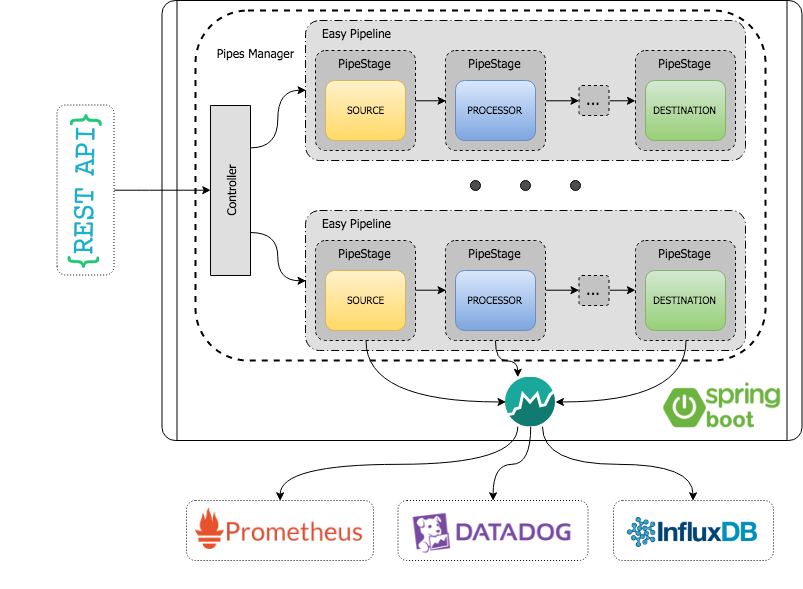 Easy Pipeline
Pipes Manager
PipeStage
PipeStage
PipeStage
SOURCE
PROCESSOR
...
DESTINATION
{REST API}
Controller
Easy Pipeline
PipeStage
PipeStage
PipeStage
SOURCE
PROCESSOR
...
DESTINATION
spring
boot
Prometheus
DATADOG
InfluxDB